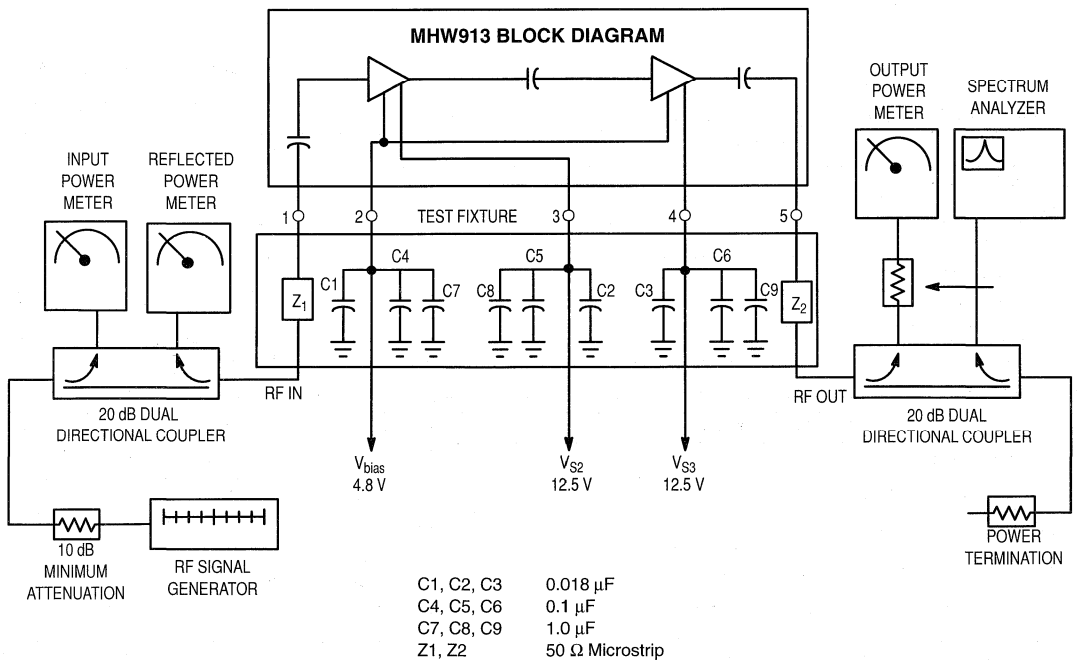 MHW913 BLOCK DIAGRAM
OUTPUT
POWER
METER
SPECTRUM
ANALYZER
INPUT
POWER
METER
REFLECTED
POWER
METER
1
2
TEST FIXTURE
3
4
5
Z1
C1
C4
C7
C8
C5
C2
C3
C6
C9
Z2
RF IN
RF OUT
20 dB DUAL
DIRECTIONAL COUPLER
20 dB DUAL
DIRECTIONAL COUPLER
Vbias
4.8 V
VS2
12.5 V
VS3
12.5 V
10 dB
MINIMUM
ATTENUATION
RF SIGNAL
GENERATOR
POWER
TERMINATION
C1, C2, C3 0.018 µF
C4, C5, C6 0.1 µF
C7, C8, C9 1.0 µF
Z1, Z2 50 Ω Microstrip